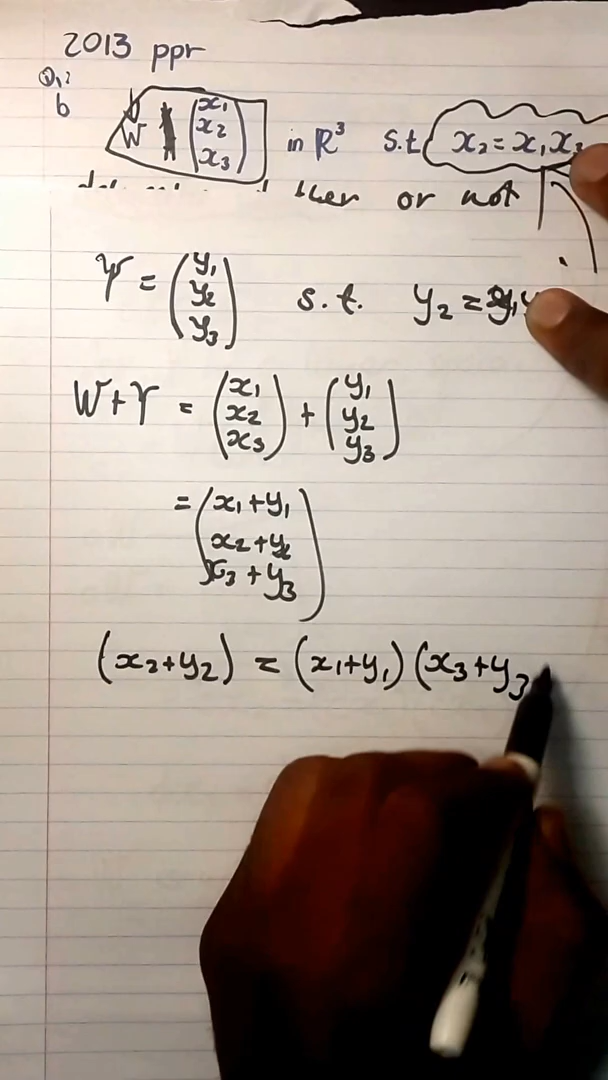 2013 ppr
Q1?
b W (x1 x2 x3) in R³ s.t x2 = x1x3
or not
Y = (y1 y2 y3) s.t. y2 = y1
W+Y = (x1 x2 x3) + (y1 y2 y3)
= (x1+y1
x2+y2
x3+y3)
(x2+y2) = (x1+y1)(x3+y3